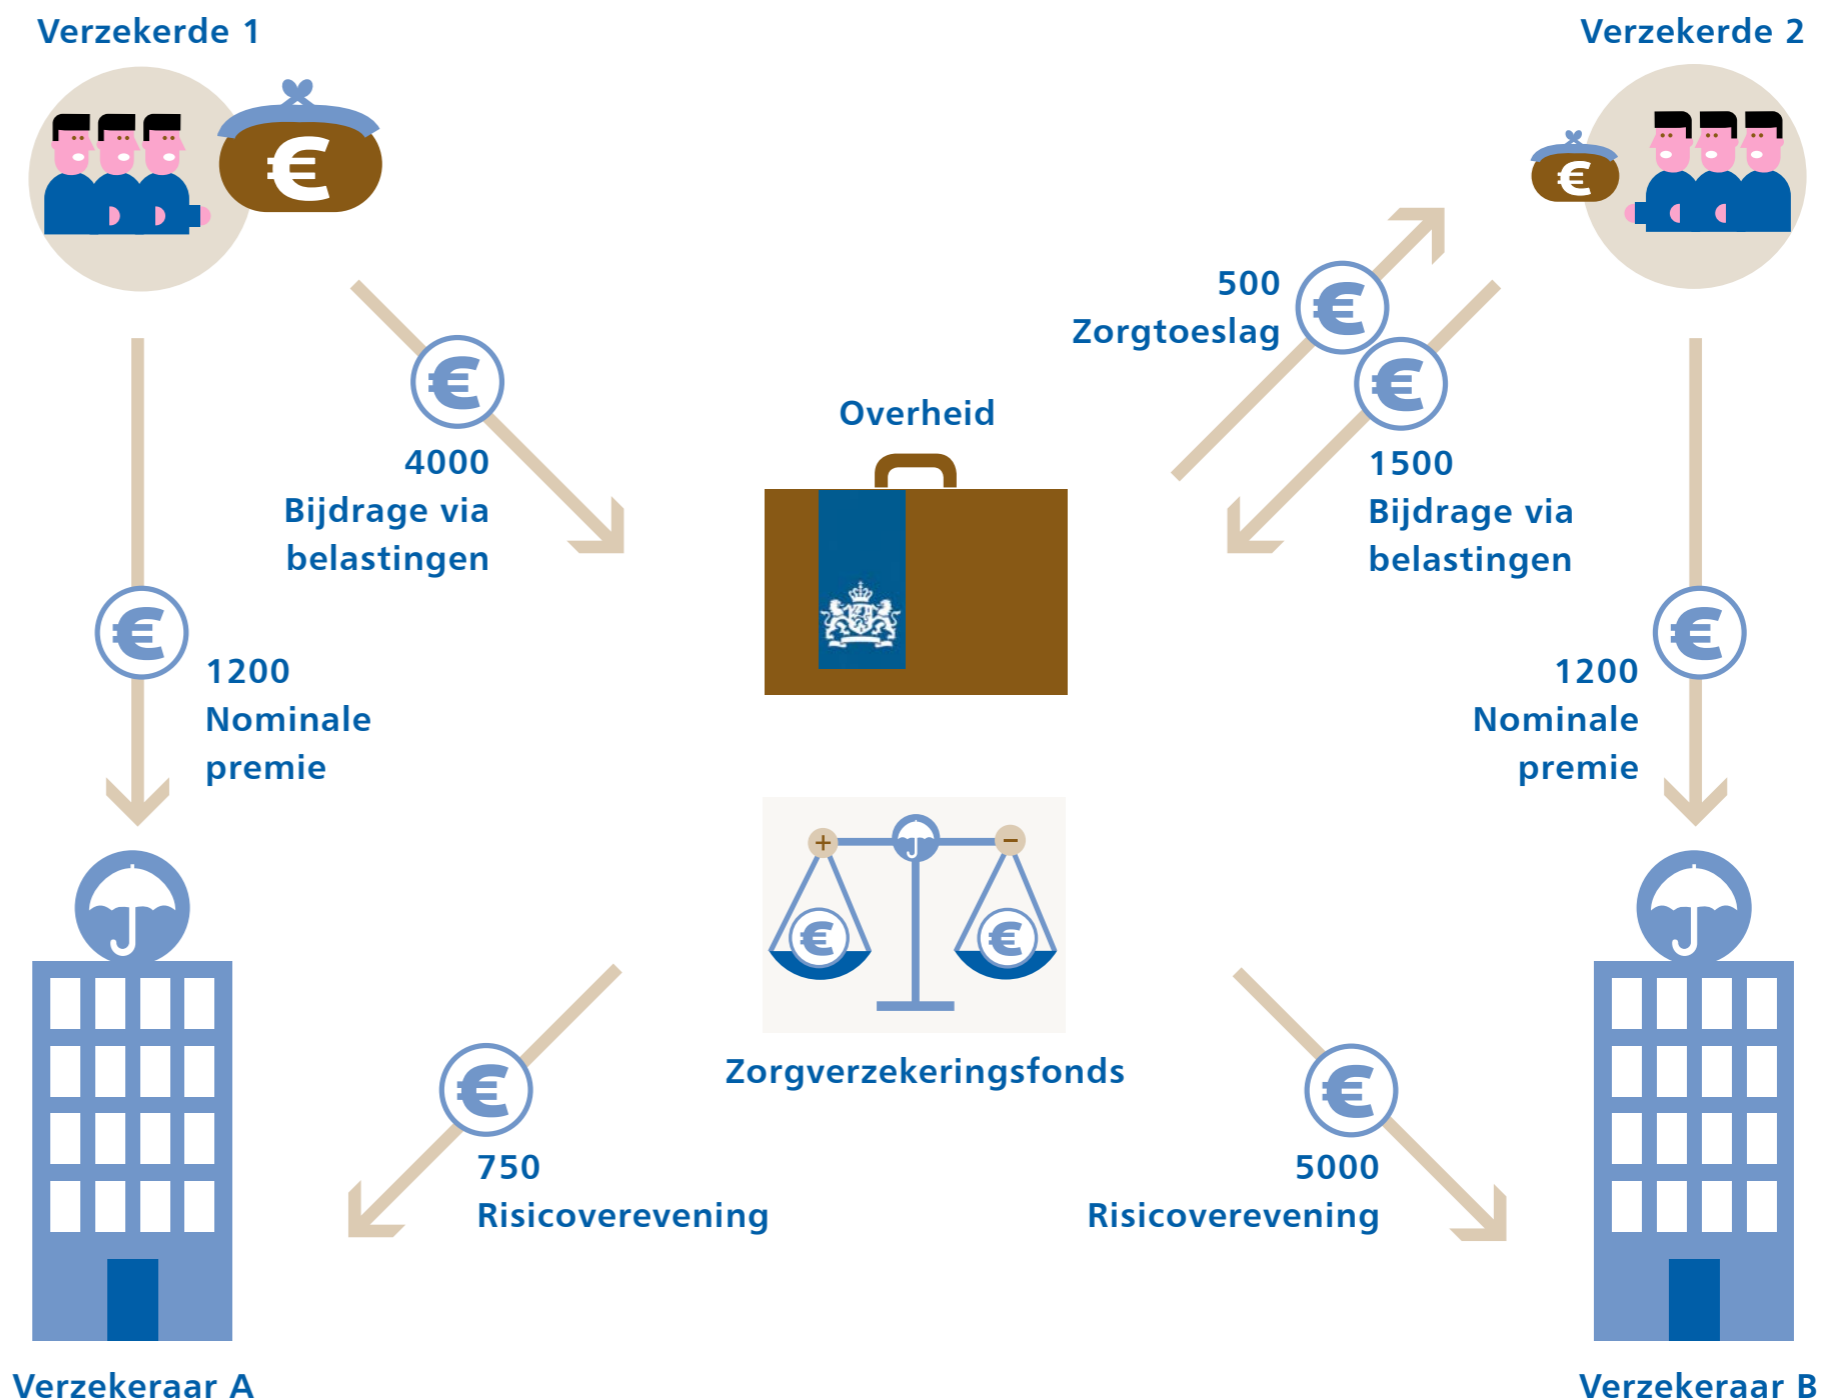 Verzekerde 1
Verzekerde 2
€
€
500
Zorgtoeslag
€
€
€
4000
Bijdrage via
belastingen
Overheid
1500
Bijdrage via
belastingen
€
1200
Nominale
premie
€
1200
Nominale
premie
+
−
€
€
Zorgverzekeringsfonds
€
750
Risicoverevening
€
5000
Risicoverevening
Verzekeraar A
Verzekeraar B